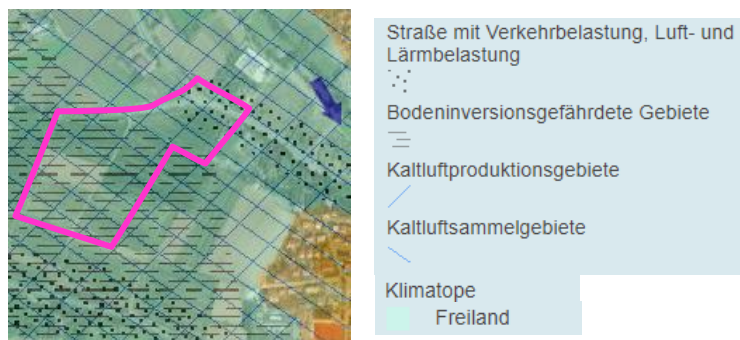 Straße mit Verkehrbelastung, Luft- und
Lärmbelastung
Bodeninversionsgefährdete Gebiete
Kaltluftproduktionsgebiete
Kaltluftsammelgebiete
Klimatope
Freiland